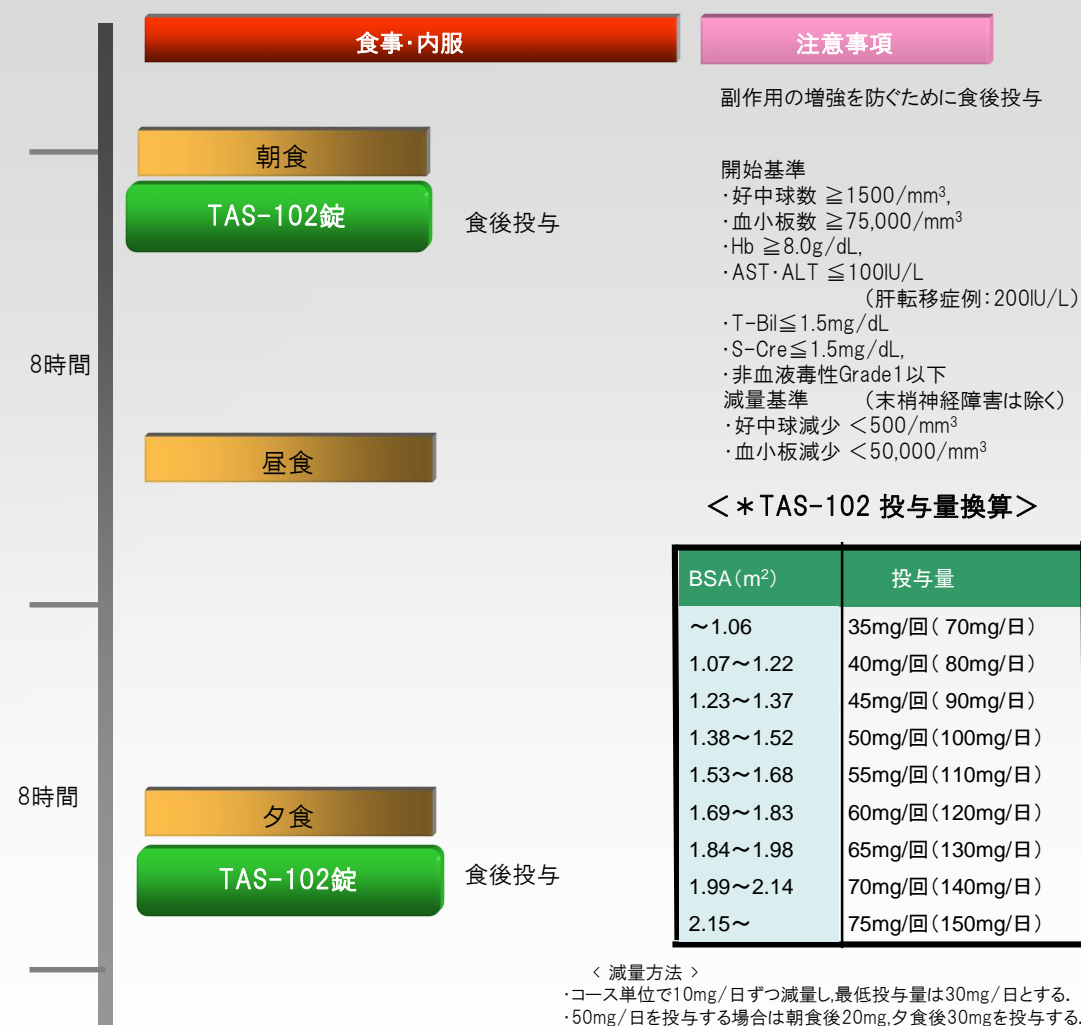 食事･内服
注意事項
副作用の増強を防ぐために食後投与
朝食
TAS-102錠
食後投与
開始基準
･好中球数 ≧1500/mm³,
･血小板数 ≧75,000/mm³
･Hb ≧8.0g/dL,
･AST･ALT ≦100IU/L
（肝転移症例：200IU/L）
･T-Bil≦1.5mg/dL
･S-Cre≦1.5mg/dL,
･非血液毒性Grade1以下
減量基準　（末梢神経障害は除く）
･好中球減少 ＜500/mm³
･血小板減少 ＜50,000/mm³
8時間
昼食
＜＊TAS-102 投与量換算＞
BSA（m²） 投与量
～1.06 35mg/回（ 70mg/日）
1.07～1.22 40mg/回（ 80mg/日）
1.23～1.37 45mg/回（ 90mg/日）
1.38～1.52 50mg/回（100mg/日）
1.53～1.68 55mg/回（110mg/日）
1.69～1.83 60mg/回（120mg/日）
1.84～1.98 65mg/回（130mg/日）
1.99～2.14 70mg/回（140mg/日）
2.15～ 75mg/回（150mg/日）
8時間
夕食
TAS-102錠
食後投与
＜ 減量方法 ＞
･コース単位で10mg/日ずつ減量し,最低投与量は30mg/日とする.
･50mg/日を投与する場合は朝食後20mg,夕食後30mgを投与する.